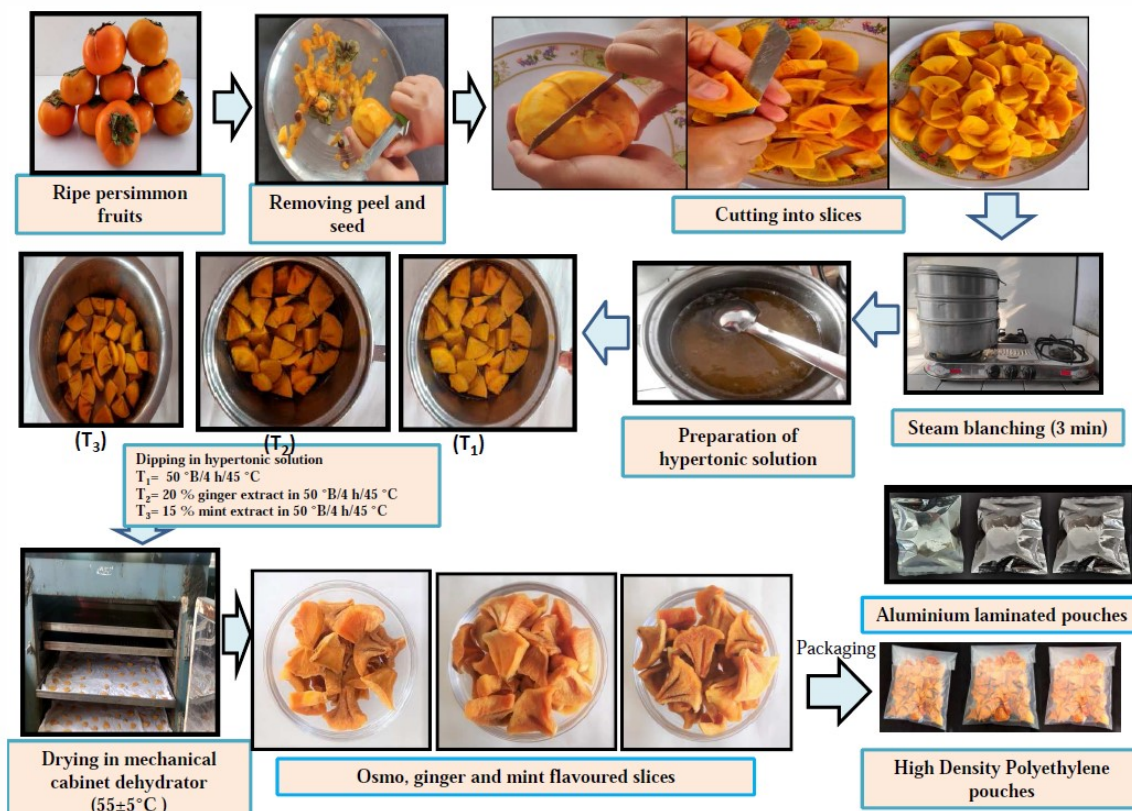 Ripe persimmon
fruits
Removing peel and
seed
Cutting into slices
Steam blanching (3 min)
Preparation of
hypertonic solution
(T₁)
(T₂)
(T₃)
Dipping in hypertonic solution
T₁= 50 °B/4 h/45 °C
T₂= 20 % ginger extract in 50 °B/4 h/45 °C
T₃= 15 % mint extract in 50 °B/4 h/45 °C
Drying in mechanical
cabinet dehydrator
(55±5°C )
Osmo, ginger and mint flavoured slices
Packaging
Aluminium laminated pouches
High Density Polyethylene
pouches